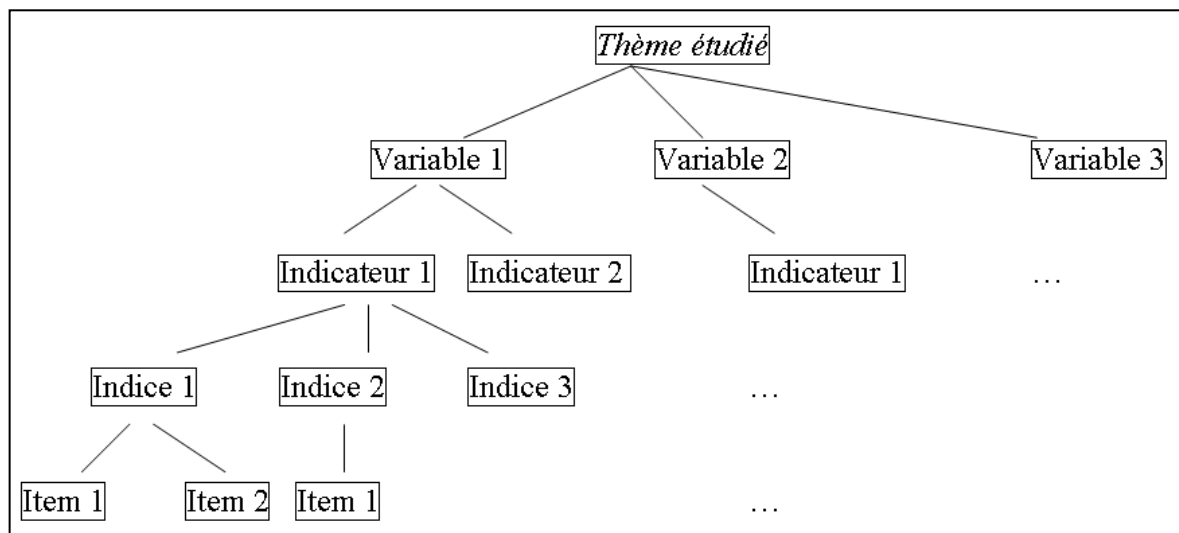 Thème étudié
Variable 1 Variable 2 Variable 3
Indicateur 1 Indicateur 2 Indicateur 1 …
Indice 1 Indice 2 Indice 3 …
Item 1 Item 2 Item 1 …